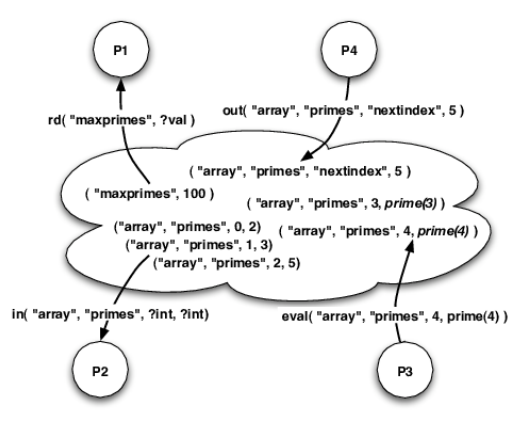 P1
P4
out( "array", "primes", "nextindex", 5 )
rd( "maxprimes", ?val )
( "array", "primes", "nextindex", 5 )
( "maxprimes", 100 )
( "array", "primes", 3, prime(3) )
("array", "primes", 0, 2)
( "array", "primes", 4, prime(4) )
("array", "primes", 1, 3)
("array", "primes", 2, 5)
in( "array", "primes", ?int, ?int)
eval( "array", "primes", 4, prime(4) )
P2
P3